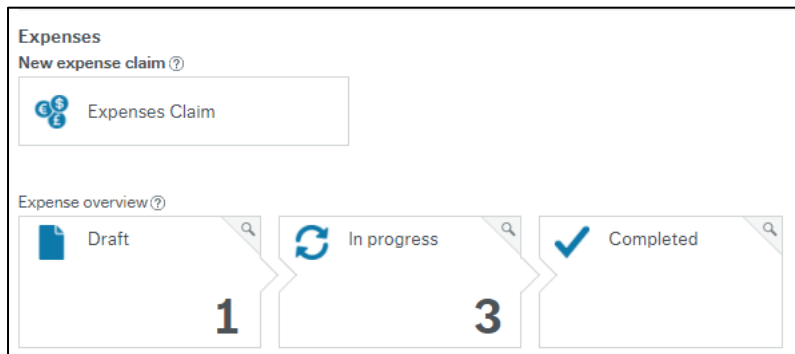 Expenses
New expense claim ?
Expenses Claim
Expense overview ?
Draft
In progress
Completed
1
3